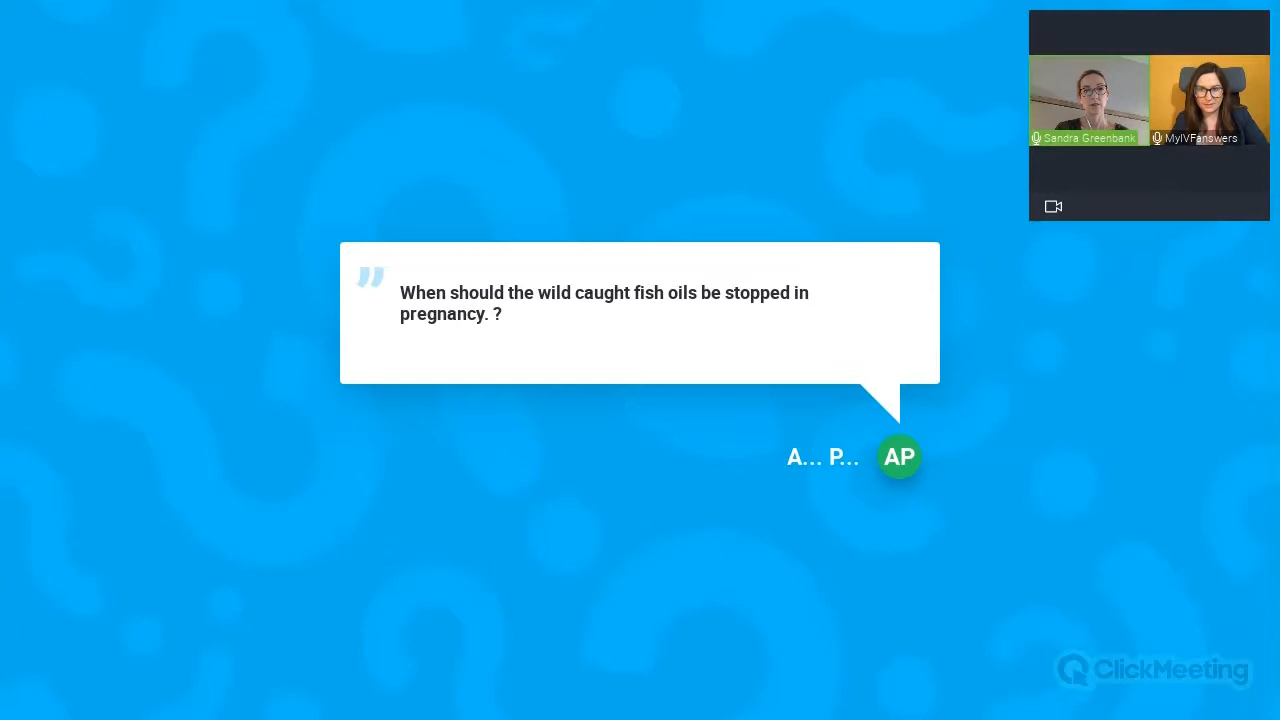 Sandra Greenbank
MyIVFanswers
”
When should the wild caught fish oils be stopped in
pregnancy. ?
A... P...
AP
ClickMeeting